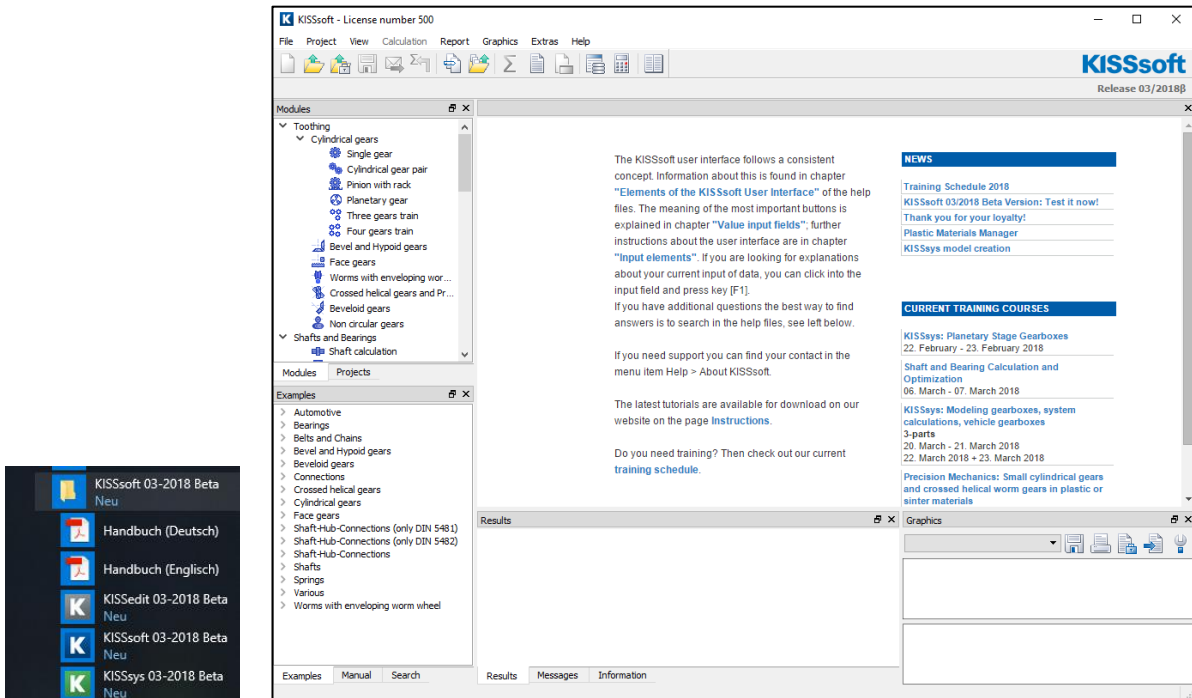 KISSsoft 03-2018 Beta
Neu
Handbuch (Deutsch)
Handbuch (Englisch)
KISSedit 03-2018 Beta
Neu
KISSsoft 03-2018 Beta
Neu
KISSsys 03-2018 Beta
Neu
KISSsoft - License number 500
File Project View Calculation Report Graphics Extras Help
KISSsoft
Release 03/2018β
Modules
Toothing
Cylindrical gears
Single gear
Cylindrical gear pair
Pinion with rack
Planetary gear
Three gears train
Four gears train
Bevel and Hypoid gears
Face gears
Worms with enveloping wor...
Crossed helical gears and Pr...
Beveloid gears
Non circular gears
Shafts and Bearings
Shaft calculation
Modules Projects
Examples
Automotive
Bearings
Belts and Chains
Bevel and Hypoid gears
Beveloid gears
Connections
Crossed helical gears
Cylindrical gears
Face gears
Shaft-Hub-Connections (only DIN 5481)
Shaft-Hub-Connections (only DIN 5482)
Shaft-Hub-Connections
Shafts
Springs
Various
Worms with enveloping worm wheel
Examples Manual Search
The KISSsoft user interface follows a consistent
concept. Information about this is found in chapter
"Elements of the KISSsoft User Interface" of the help
files. The meaning of the most important buttons is
explained in chapter "Value input fields"; further
instructions about the user interface are in chapter
"Input elements". If you are looking for explanations
about your current input of data, you can click into the
input field and press key [F1].
If you have additional questions the best way to find
answers is to search in the help files, see left below.
If you need support you can find your contact in the
menu item Help > About KISSsoft.
The latest tutorials are available for download on our
website on the page Instructions.
Do you need training? Then check out our current
training schedule.
NEWS
Training Schedule 2018
KISSsoft 03/2018 Beta Version: Test it now!
Thank you for your loyalty!
Plastic Materials Manager
KISSsys model creation
CURRENT TRAINING COURSES
KISSsys: Planetary Stage Gearboxes
22. February - 23. February 2018
Shaft and Bearing Calculation and
Optimization
06. March - 07. March 2018
KISSsys: Modeling gearboxes, system
calculations, vehicle gearboxes
3-parts
20. March - 21. March 2018
22. March 2018 + 23. March 2018
Precision Mechanics: Small cylindrical gears
and crossed helical worm gears in plastic or
sinter materials
Results
Results Messages Information
Graphics